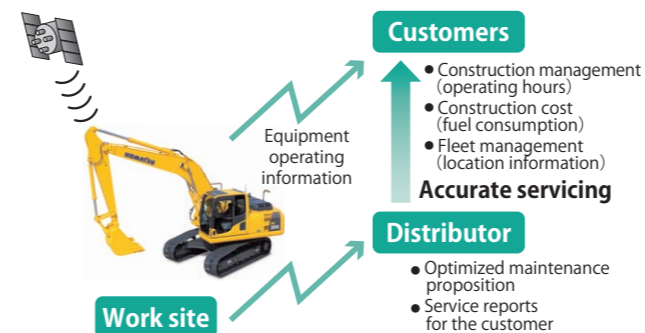 Customers
● Construction management
(operating hours)
● Construction cost
(fuel consumption)
● Fleet management
(location information)
Equipment
operating
information
KOMATSU
Accurate servicing
Distributor
● Optimized maintenance
proposition
● Service reports
for the customer
Work site